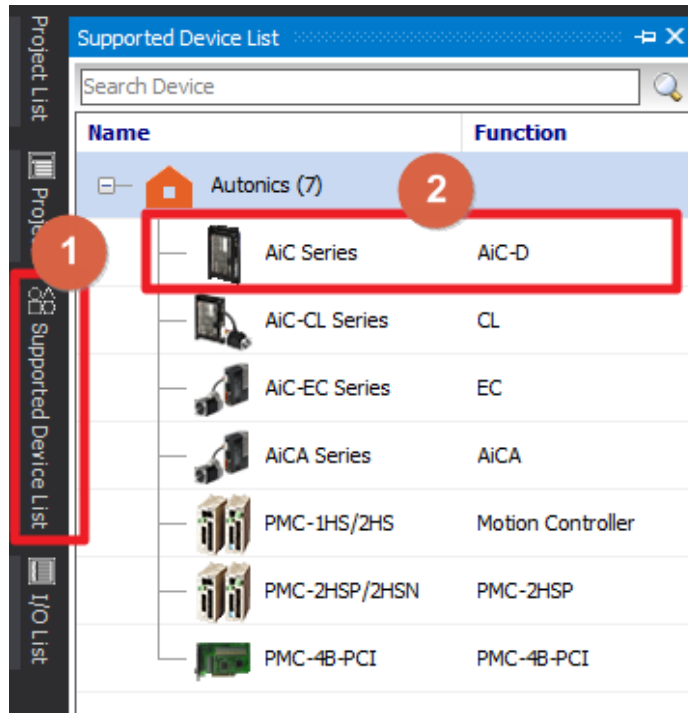 Project List
Supported Device List
Search Device
Name Function
Autonics (7)
2
Proje
1
AiC Series AiC-D
Supported Device List
AiC-CL Series CL
AiC-EC Series EC
AiCA Series AiCA
PMC-1HS/2HS Motion Controller
I/O List
PMC-2HSP/2HSN PMC-2HSP
PMC-4B-PCI PMC-4B-PCI